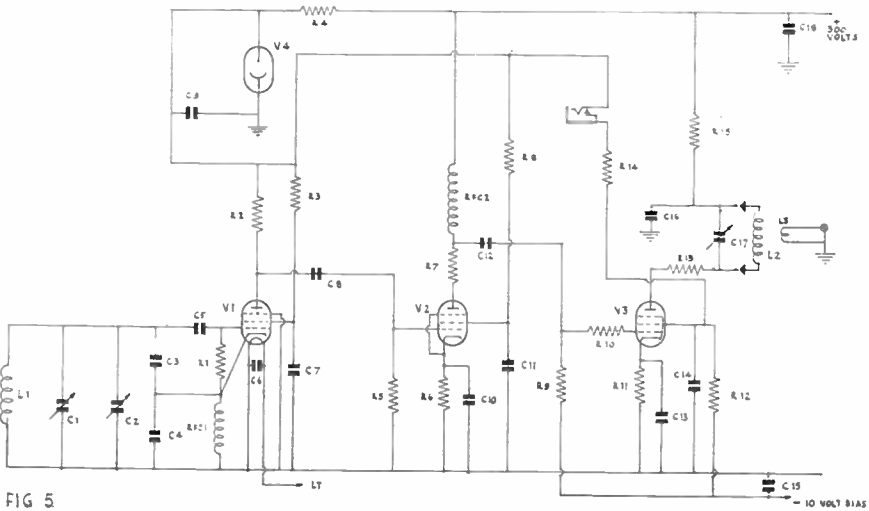 R4
C18
+
300
VOLTS
V4
C9
R15
R2
R3
R8
R14
RFC2
C16
C17
L2
L3
C8
R7
C12
R13
V1
V2
V3
C5
R1
C6
C7
C3
C4
RFC1
L1
C1
C2
R5
R6
C10
C11
R9
R10
R11
C13
C14
R12
LT
C15
FIG 5.
- 10 VOLT BIAS